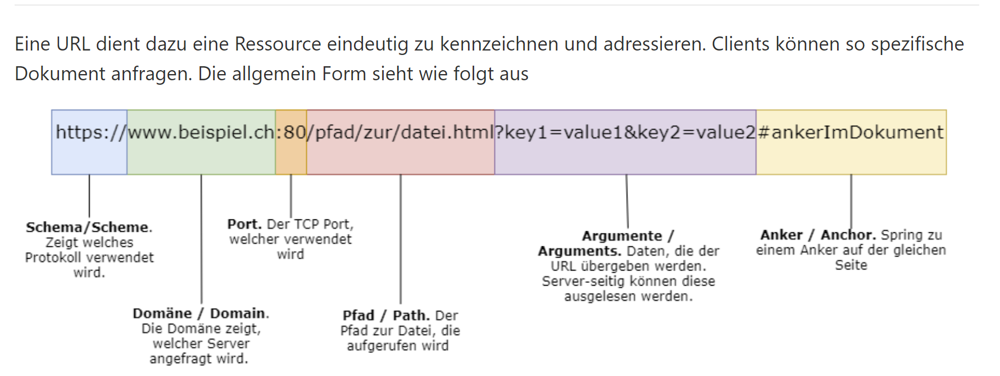 Eine URL dient dazu eine Ressource eindeutig zu kennzeichnen und adressieren. Clients können so spezifische
Dokument anfragen. Die allgemein Form sieht wie folgt aus
https://www.beispiel.ch:80/pfad/zur/datei.html?key1=value1&key2=value2#ankerImDokument
Schema/Scheme.
Zeigt welches
Protokoll verwendet
wird.
Domäne / Domain.
Die Domäne zeigt,
welcher Server
angefragt wird.
Port. Der TCP Port,
welcher verwendet
wird
Pfad / Path. Der
Pfad zur Datei, die
aufgerufen wird
Argumente /
Arguments. Daten, die der
URL übergeben werden.
Server-seitig können diese
ausgelesen werden.
Anker / Anchor. Spring zu
einem Anker auf der gleichen
Seite